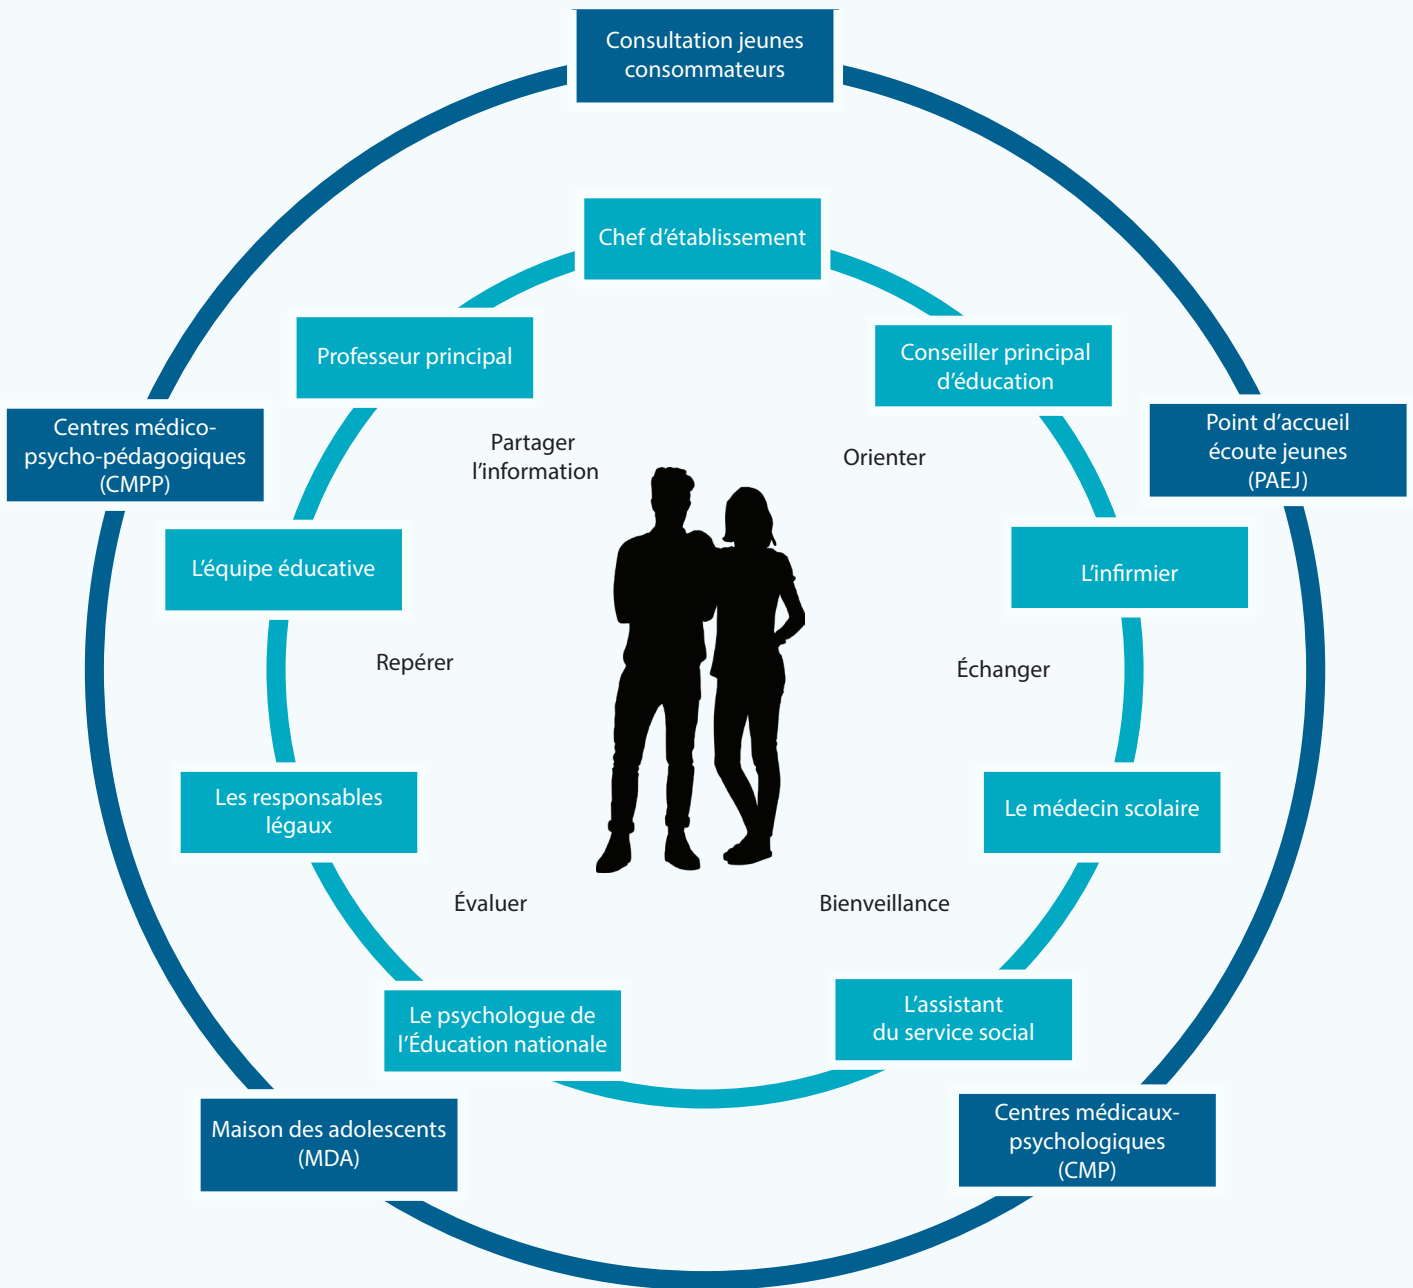 Consultation jeunes
consommateurs
Chef d’établissement
Professeur principal
Conseiller principal
d’éducation
Centres médico-
psycho-pédagogiques
(CMPP)
Point d’accueil
écoute jeunes
(PAEJ)
Partager
l’information
Orienter
L’équipe éducative
L’infirmier
Repérer
Échanger
Les responsables
légaux
Le médecin scolaire
Évaluer
Bienveillance
Le psychologue de
l’Éducation nationale
L’assistant
du service social
Maison des adolescents
(MDA)
Centres médicaux-
psychologiques
(CMP)